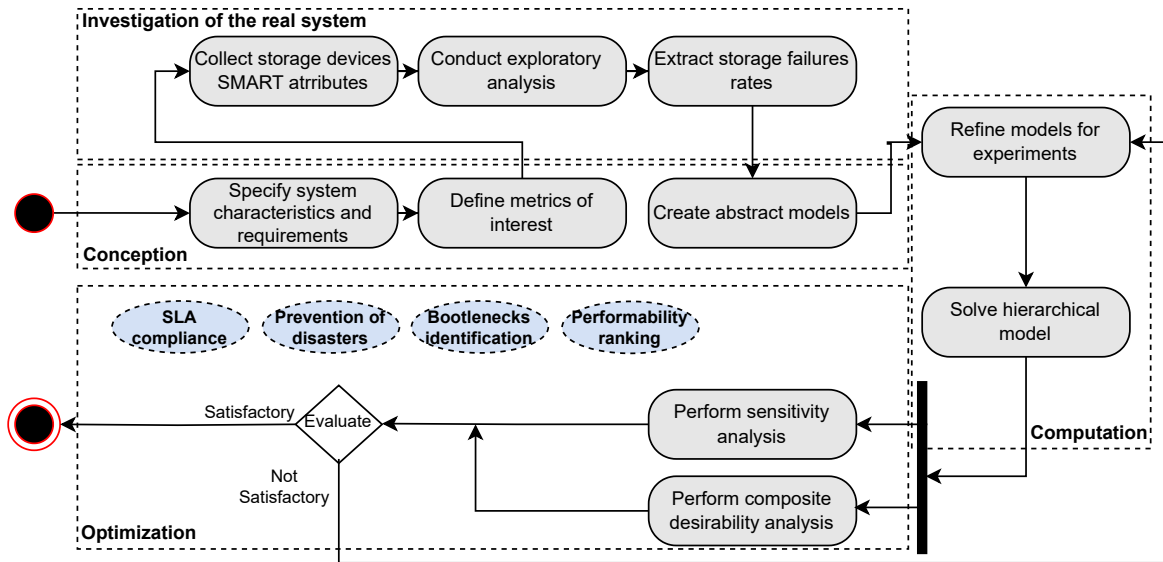 Investigation of the real system
Collect storage devices
SMART atrributes
Conduct exploratory
analysis
Extract storage failures
rates
Refine models for
experiments
Specify system
characteristics and
requirements
Define metrics of
interest
Create abstract models
Conception
Solve hierarchical
model
Computation
SLA
compliance
Prevention of
disasters
Bootlenecks
identification
Performability
ranking
Satisfactory
Evaluate
Perform sensitivity
analysis
Not
Satisfactory
Perform composite
desirability analysis
Optimization